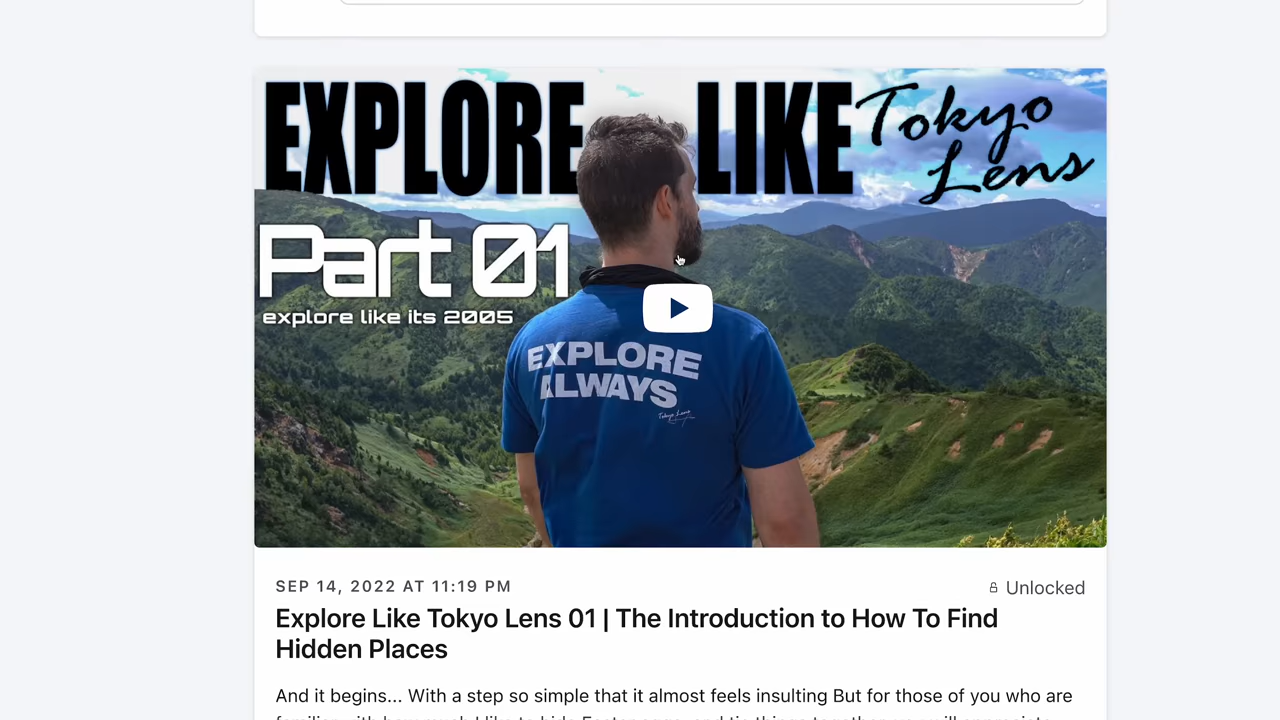 EXPLORE LIKE Tokyo Lens
Part 01
explore like its 2005
EXPLORE
ALWAYS
Tokyo Lens
SEP 14, 2022 AT 11:19 PM
Unlocked
Explore Like Tokyo Lens 01 | The Introduction to How To Find
Hidden Places
And it begins... With a step so simple that it almost feels insulting But for those of you who are